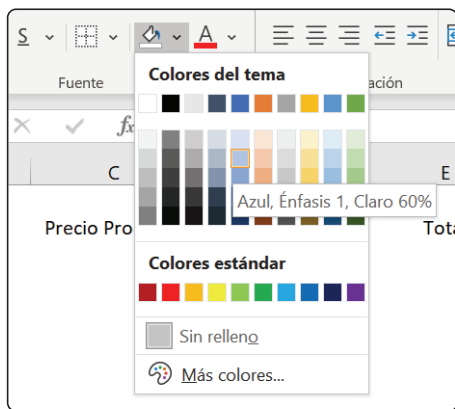 S A
Fuente ación
fx
C E
Colores del tema
Azul, Énfasis 1, Claro 60%
Precio Pro Tota
Colores estándar
Sin relleno
Más colores...